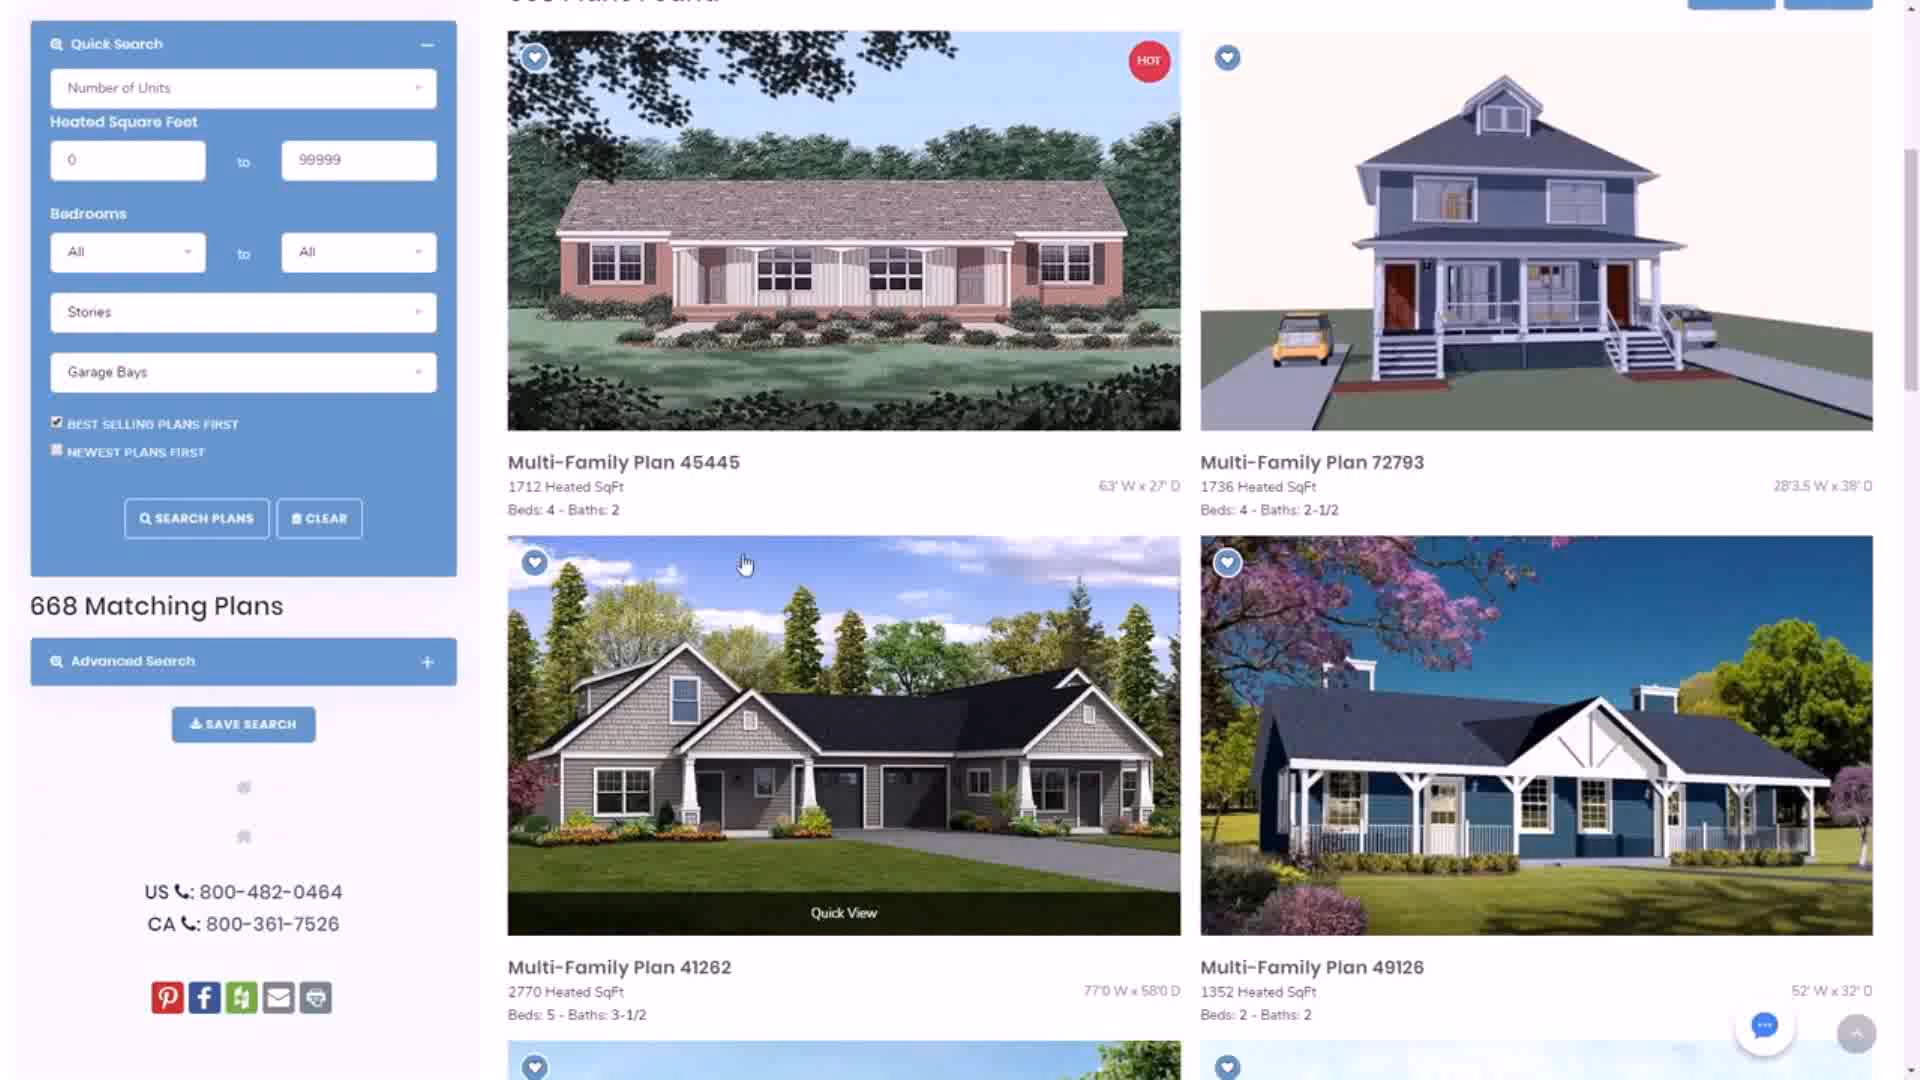 Quick Search
Number of Units
Heated Square Feet
0 to 99999
Bedrooms
All to All
Stories
Garage Bays
BEST SELLING PLANS FIRST
NEWEST PLANS FIRST
SEARCH PLANS CLEAR
668 Matching Plans
Advanced Search
SAVE SEARCH
US : 800-482-0464
CA : 800-361-7526
HOT
Multi-Family Plan 45445
1712 Heated SqFt 63' W x 27' D
Beds: 4 - Baths: 2
Multi-Family Plan 72793
1736 Heated SqFt 28'3.5 W x 38' D
Beds: 4 - Baths: 2-1/2
Quick View
Multi-Family Plan 41262
2770 Heated SqFt 77'0 W x 58'0 D
Beds: 5 - Baths: 3-1/2
Multi-Family Plan 49126
1352 Heated SqFt 52' W x 32' D
Beds: 2 - Baths: 2